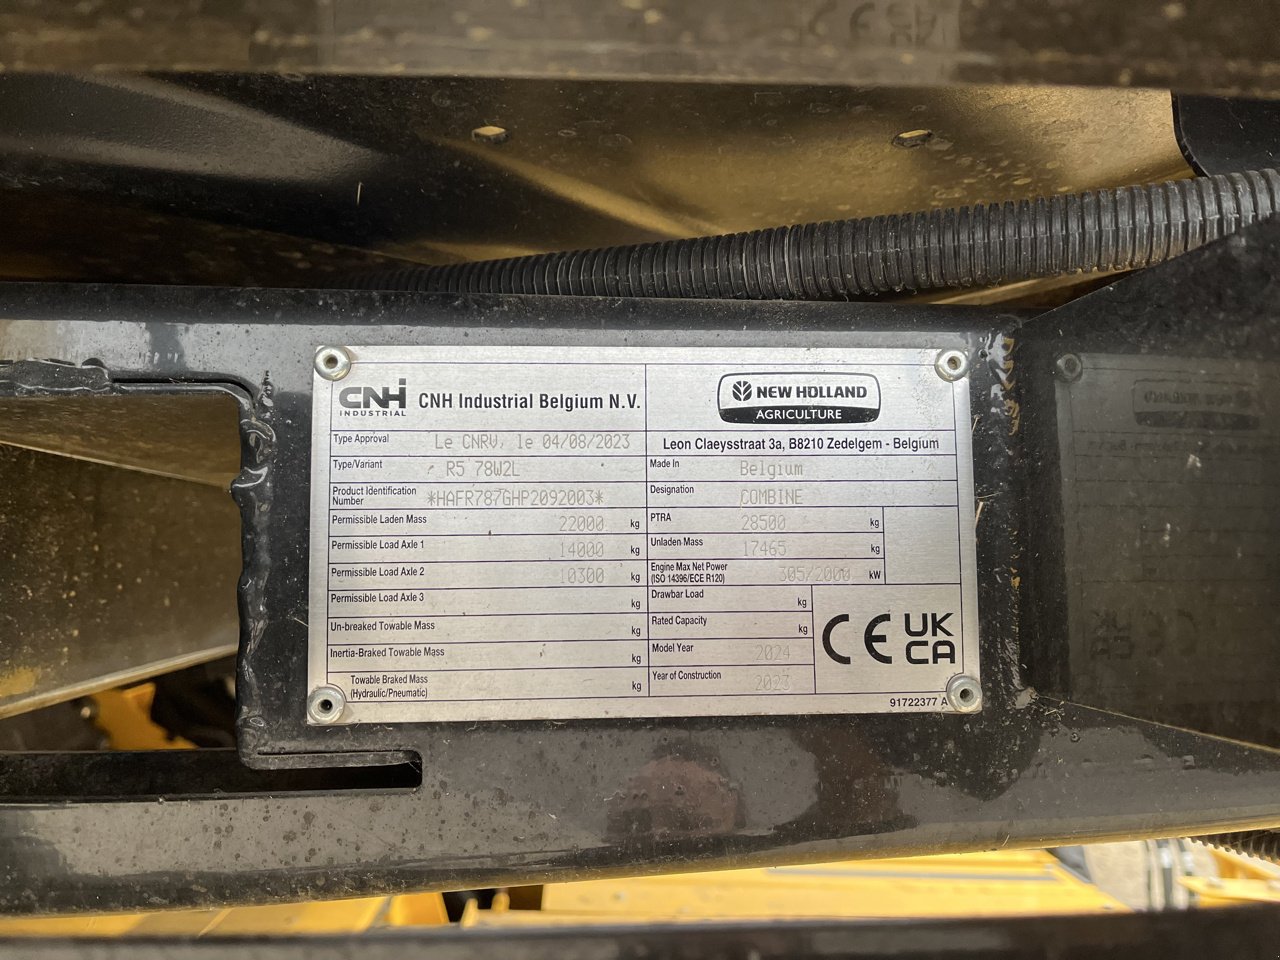 CNH
INDUSTRIAL
CNH Industrial Belgium N.V.
NEW HOLLAND
AGRICULTURE
Type Approval Le CNRV, le 04/08/2023
Leon Claeysstraat 3a, B8210 Zedelgem - Belgium
Type/Variant R5 78W2L
Made In Belgium
Product Identification
Number *HAFR787GHP2092003*
Designation COMBINE
Permissible Laden Mass 22000 kg
PTRA 28500 kg
Permissible Load Axle 1 14000 kg
Unladen Mass 17465 kg
Permissible Load Axle 2 10300 kg
Engine Max Net Power
(ISO 14396/ECE R120) 305/2000 kW
Permissible Load Axle 3 kg
Drawbar Load kg
Un-breaked Towable Mass kg
Rated Capacity kg
Inertia-Braked Towable Mass kg
Model Year 2024
Towable Braked Mass
(Hydraulic/Pneumatic) kg
Year of Construction 2023
CE UK
CA
91722377 A